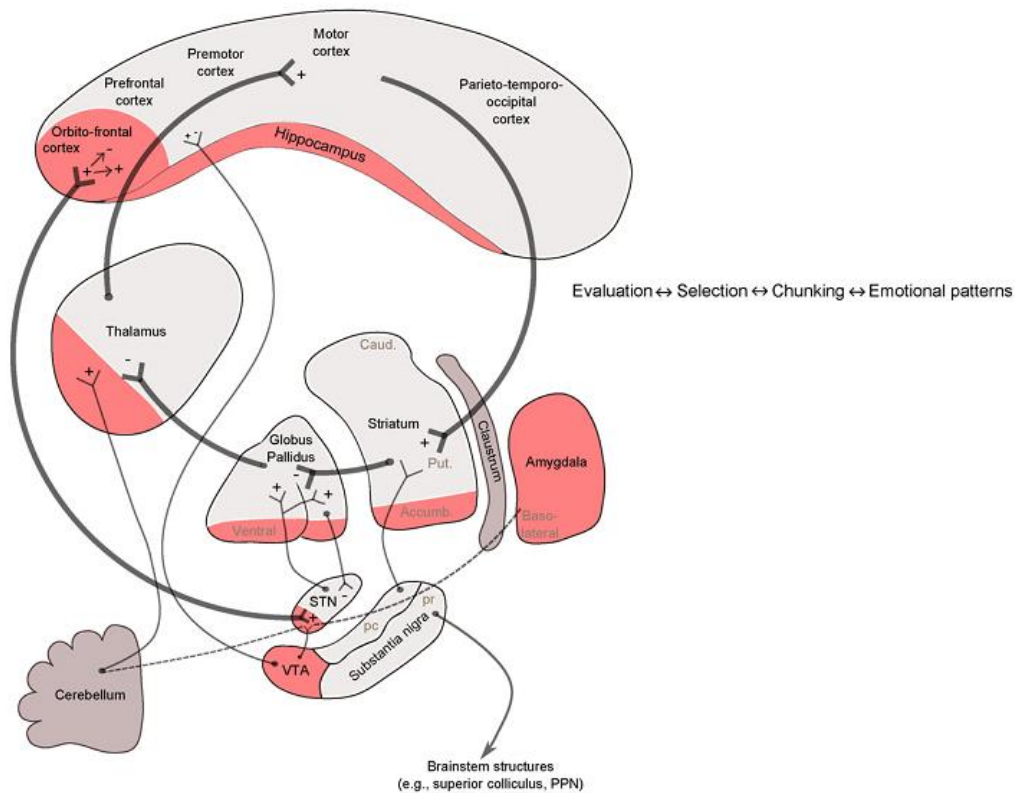 Motor
cortex
+
Premotor
cortex
Prefrontal
cortex
Parieto-temporo-
occipital
cortex
Orbito-frontal
cortex
-
+
+
+ -
Hippocampus
Evaluation ↔ Selection ↔ Chunking ↔ Emotional patterns
Thalamus
-
+
Caud.
Striatum
+
Put.
Accumb.
Claustrum
Amygdala
Baso-
lateral
Globus
Pallidus
-
+
+
Ventral
STN
-
+
pr
pc
Substantia nigra
VTA
Cerebellum
Brainstem structures
(e.g., superior colliculus, PPN)